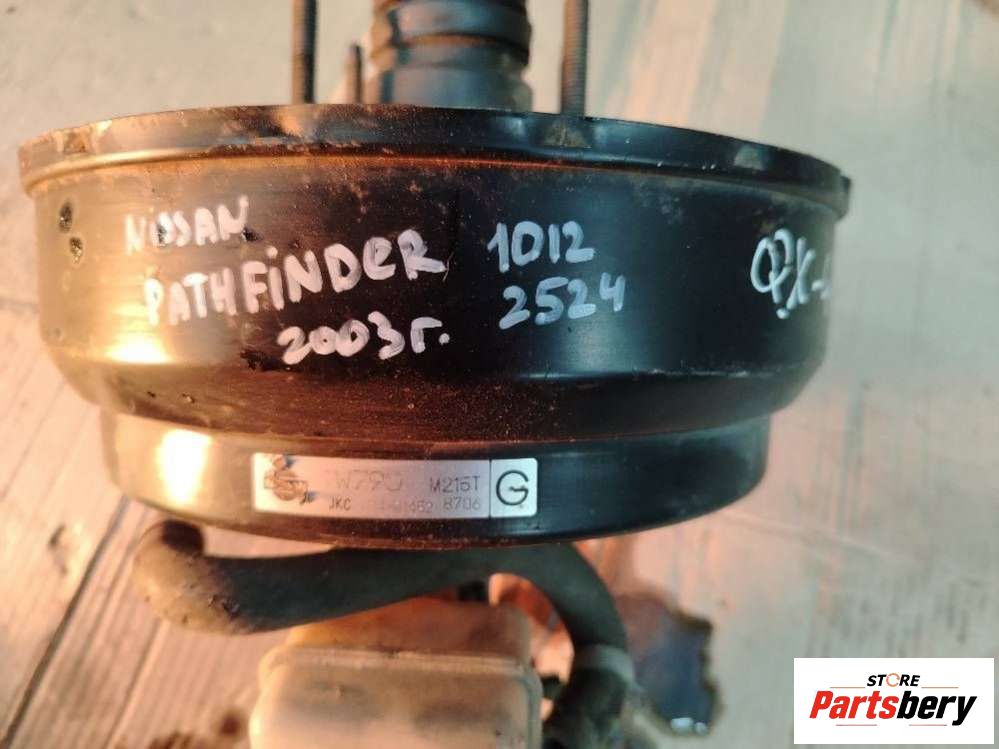 NISSAN
PATHFINDER 1012
2003г. 2524
W790 M215T
JKC 8706
G
STORE
Partsbery